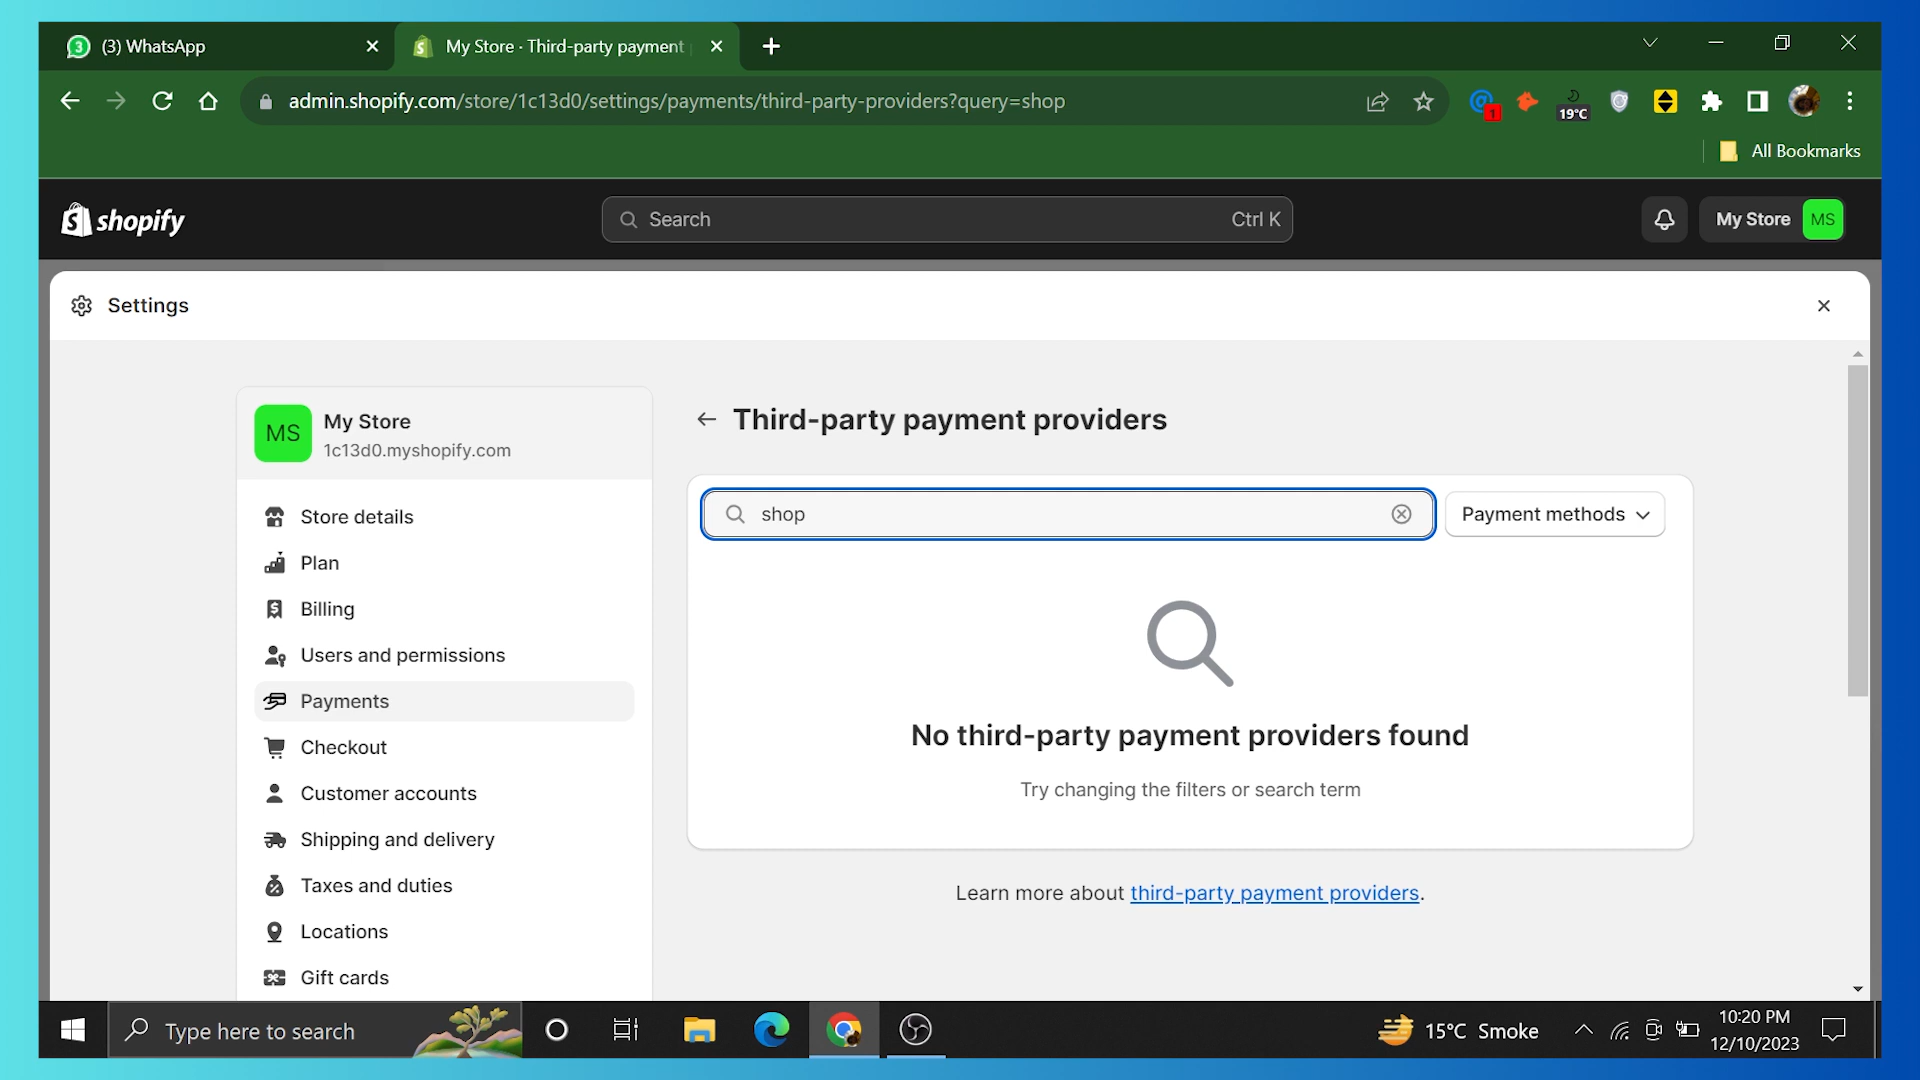 (3) WhatsApp
My Store · Third-party payment
admin.shopify.com/store/1c13d0/settings/payments/third-party-providers?query=shop
1
19°C
All Bookmarks
shopify
Search
Ctrl K
My Store
MS
Settings
MS
My Store
1c13d0.myshopify.com
Store details
Plan
Billing
Users and permissions
Payments
Checkout
Customer accounts
Shipping and delivery
Taxes and duties
Locations
Gift cards
Third-party payment providers
shop
Payment methods
No third-party payment providers found
Try changing the filters or search term
Learn more about third-party payment providers.
Type here to search
15°C Smoke
10:20 PM
12/10/2023